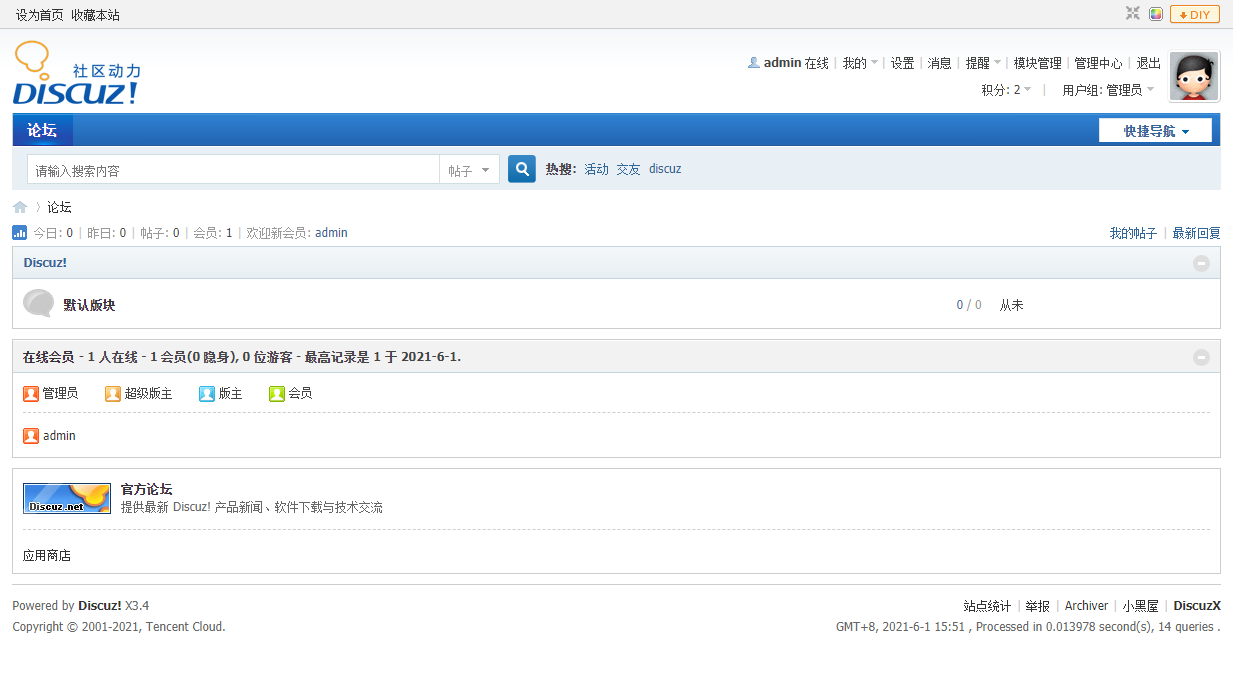 设为首页 收藏本站
DIY
社区动力
DISCUZ!
admin 在线 | 我的 | 设置 | 消息 | 提醒 | 模块管理 | 管理中心 | 退出
积分: 2 | 用户组: 管理员
论坛 快捷导航
请输入搜索内容 帖子 热搜: 活动 交友 discuz
› 论坛
今日: 0 | 昨日: 0 | 帖子: 0 | 会员: 1 | 欢迎新会员: admin 我的帖子 | 最新回复
Discuz!
默认版块 0 / 0 从未
在线会员 - 1 人在线 - 1 会员(0 隐身), 0 位游客 - 最高记录是 1 于 2021-6-1.
管理员 超级版主 版主 会员
admin
Discuz.net
官方论坛
提供最新 Discuz! 产品新闻、软件下载与技术交流
应用商店
Powered by Discuz! X3.4 站点统计 | 举报 | Archiver | 小黑屋 | DiscuzX
Copyright © 2001-2021, Tencent Cloud. GMT+8, 2021-6-1 15:51 , Processed in 0.013978 second(s), 14 queries .